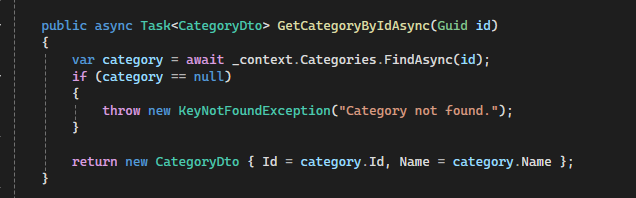 public async Task<CategoryDto> GetCategoryByIdAsync(Guid id)
{
    var category = await _context.Categories.FindAsync(id);
    if (category == null)
    {
        throw new KeyNotFoundException("Category not found.");
    }

    return new CategoryDto { Id = category.Id, Name = category.Name };
}